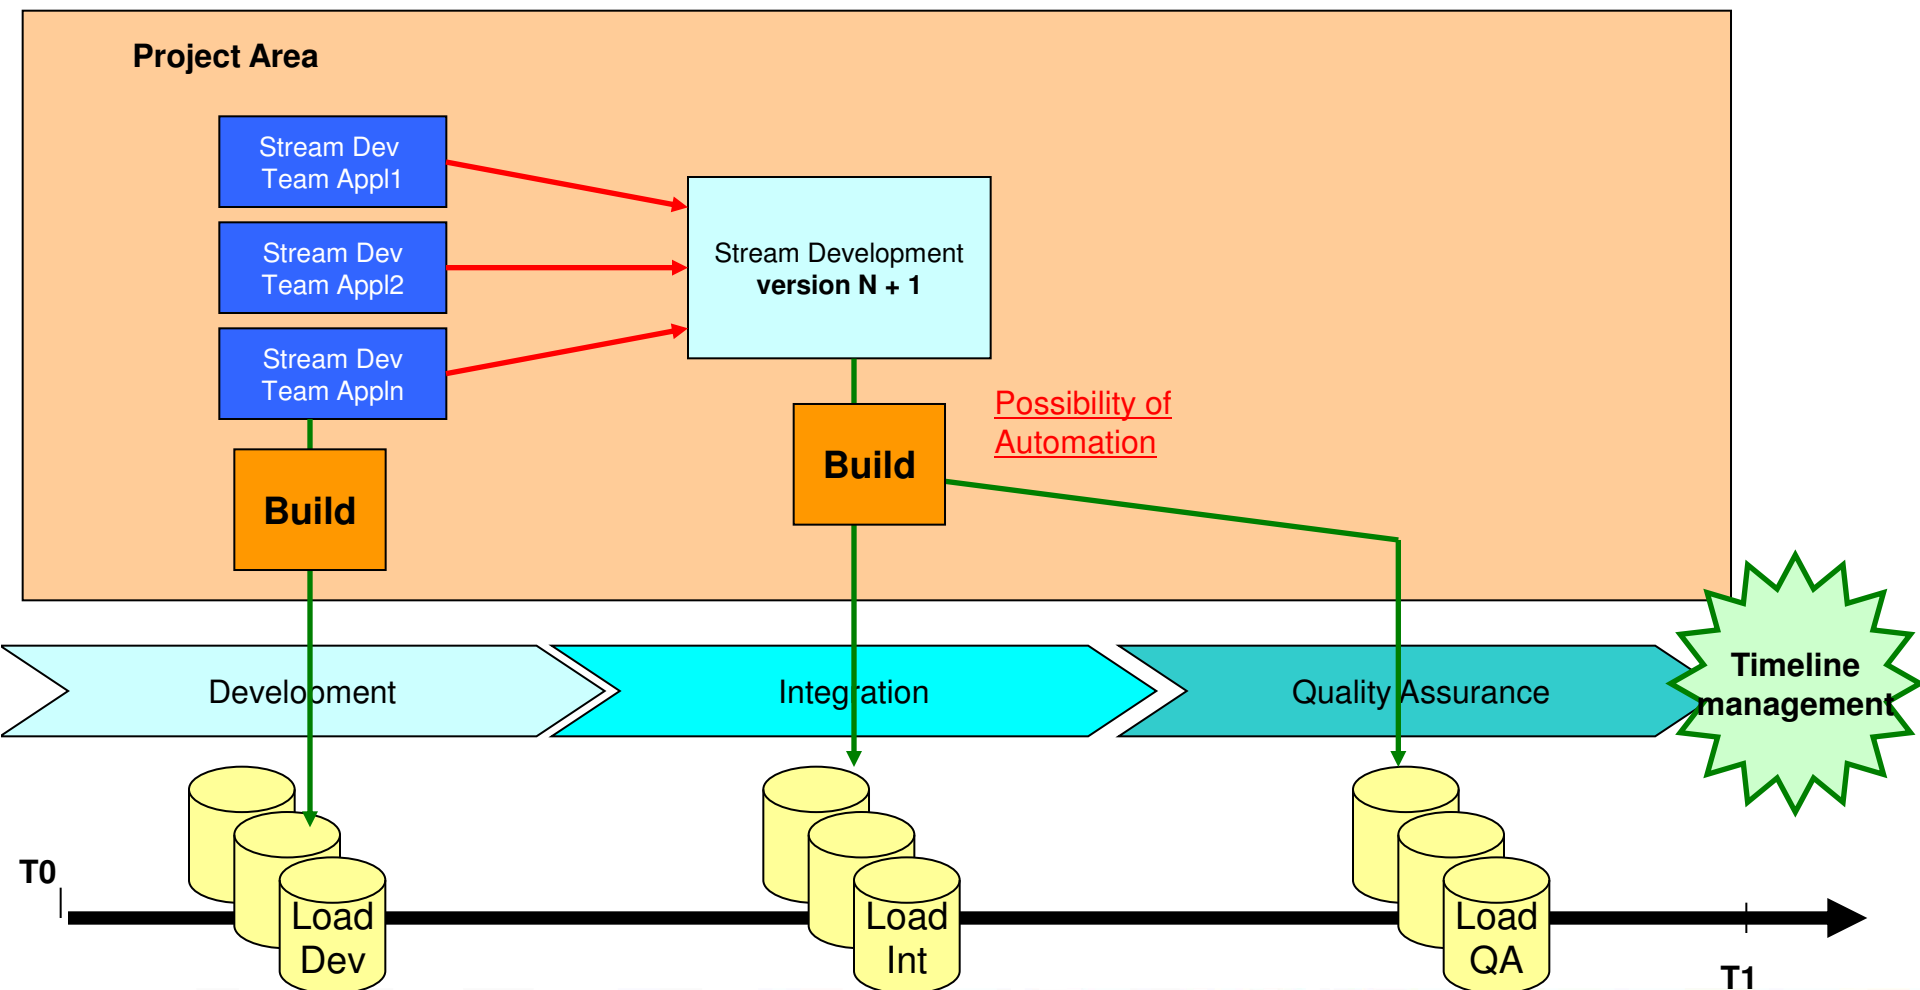 Project Area
Stream Dev
Team Appl1
Stream Dev
Team Appl2
Stream Dev
Team Appln
Stream Development
version N + 1
Possibility of
Automation
Build
Build
Development
Integration
Quality Assurance
Timeline
management
T0
Load
Dev
Load
Int
Load
QA
T1